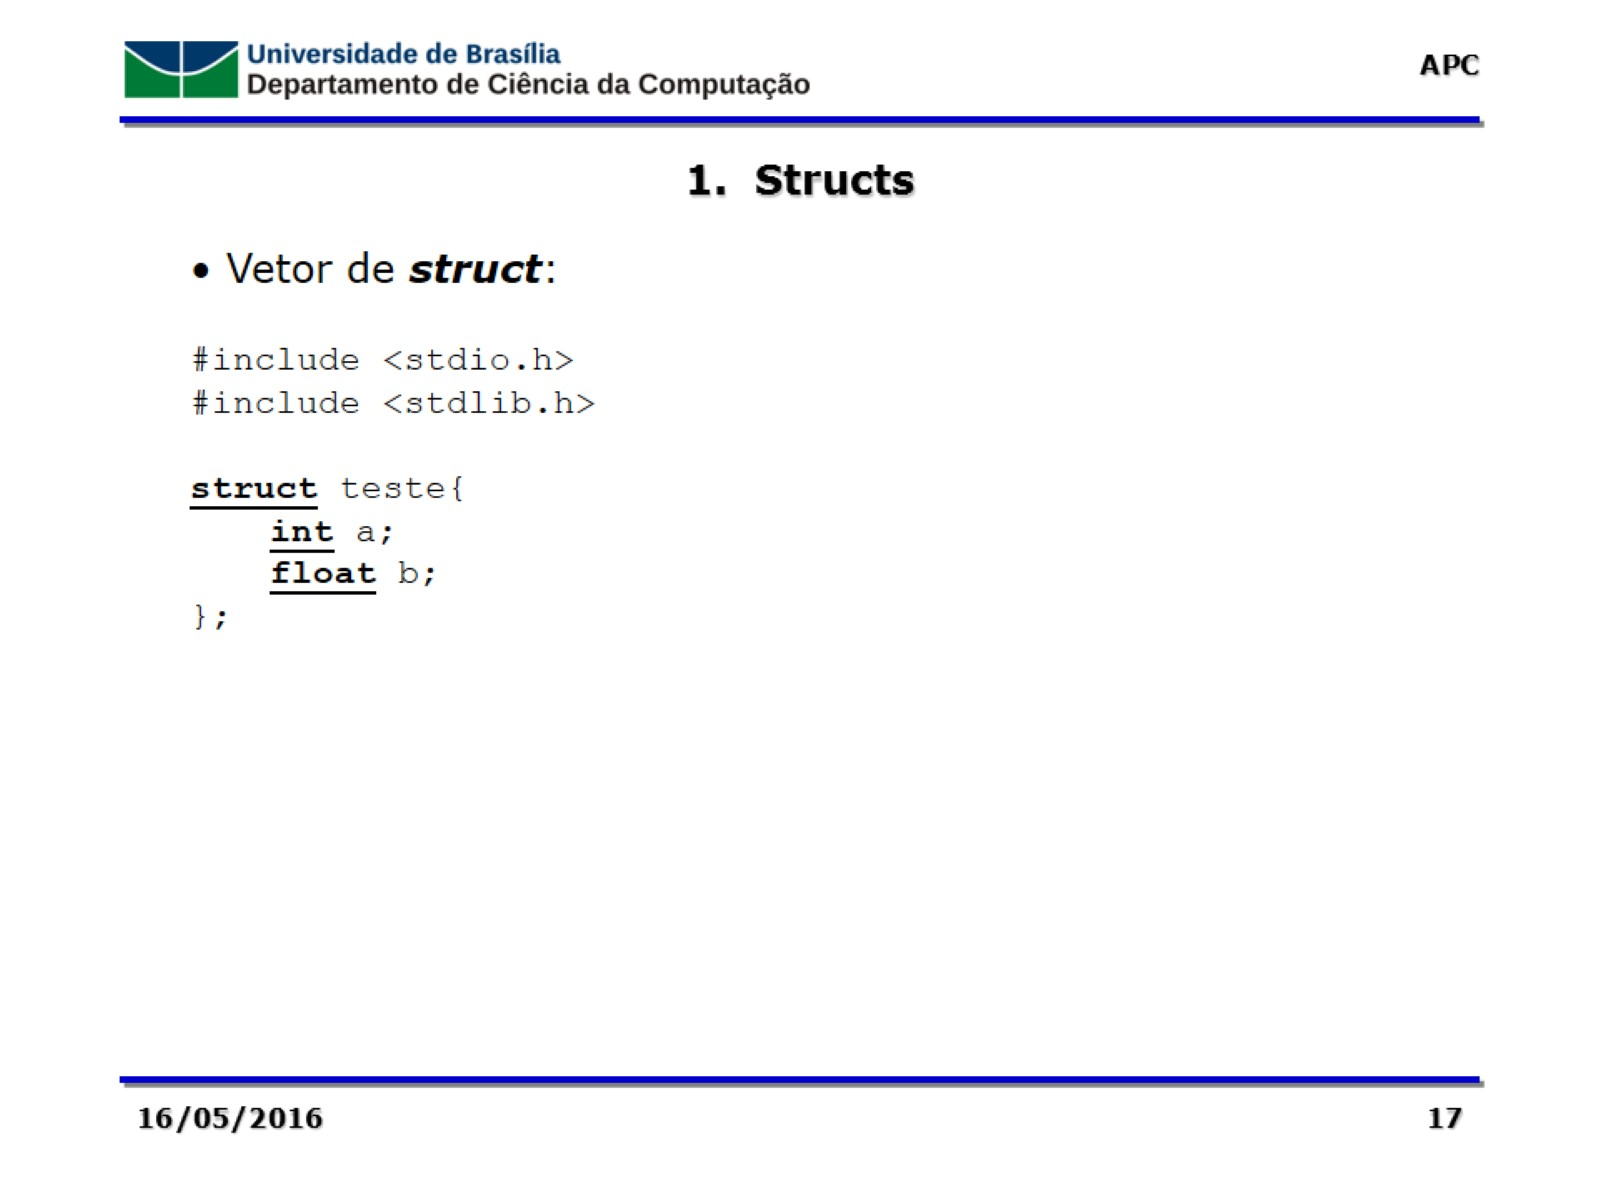 Universidade de Brasília
Departamento de Ciência da Computação
APC
1. Structs
• Vetor de struct:
#include <stdio.h>
#include <stdlib.h>
struct teste{
int a;
float b;
};
16/05/2016
17